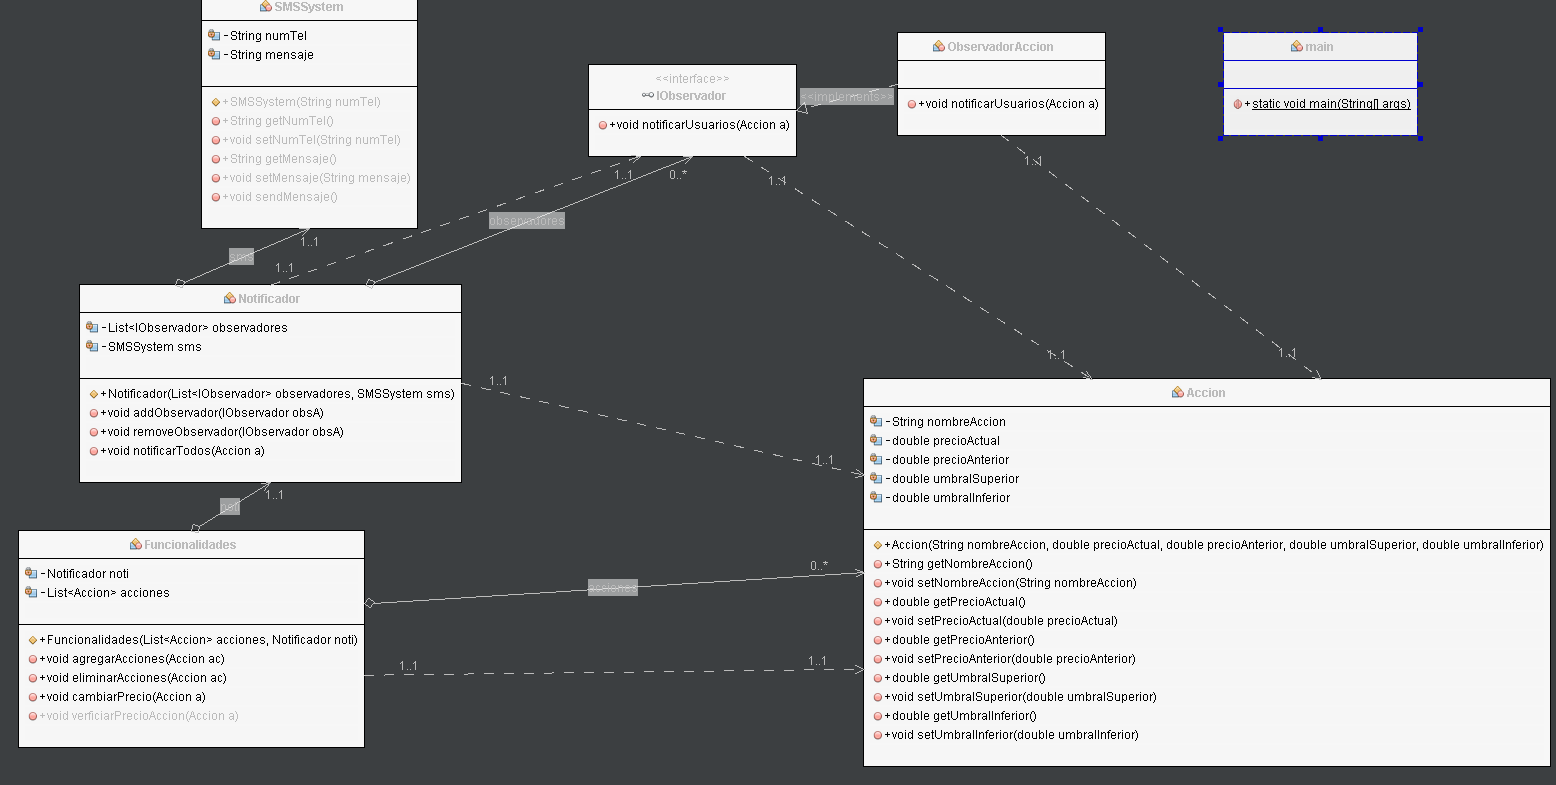 SMSSystem
-String numTel
-String mensaje
+SMSSystem(String numTel)
+String getNumTel()
+void setNumTel(String numTel)
+String getMensaje()
+void setMensaje(String mensaje)
+void sendMensaje()
<<interface>>
IObservador
+void notificarUsuarios(Accion a)
<<implements>>
ObservadorAccion
+void notificarUsuarios(Accion a)
main
+static void main(String[] args)
1..1
0..*
1..1
1..1
observadores
1..1
sms
1..1
Notificador
-List<IObservador> observadores
-SMSSystem sms
+Notificador(List<IObservador> observadores, SMSSystem sms)
+void addObservador(IObservador obsA)
+void removeObservador(IObservador obsA)
+void notificarTodos(Accion a)
1..1
1..1
1..1
1..1
1..1
noti
Funcionalidades
-Notificador noti
-List<Accion> acciones
+Funcionalidades(List<Accion> acciones, Notificador noti)
+void agregarAcciones(Accion ac)
+void eliminarAcciones(Accion ac)
+void cambiarPrecio(Accion a)
+void verficiarPrecioAccion(Accion a)
acciones
0..*
1..1
1..1
Accion
-String nombreAccion
-double precioActual
-double precioAnterior
-double umbralSuperior
-double umbralInferior
+Accion(String nombreAccion, double precioActual, double precioAnterior, double umbralSuperior, double umbralInferior)
+String getNombreAccion()
+void setNombreAccion(String nombreAccion)
+double getPrecioActual()
+void setPrecioActual(double precioActual)
+double getPrecioAnterior()
+void setPrecioAnterior(double precioAnterior)
+double getUmbralSuperior()
+void setUmbralSuperior(double umbralSuperior)
+double getUmbralInferior()
+void setUmbralInferior(double umbralInferior)